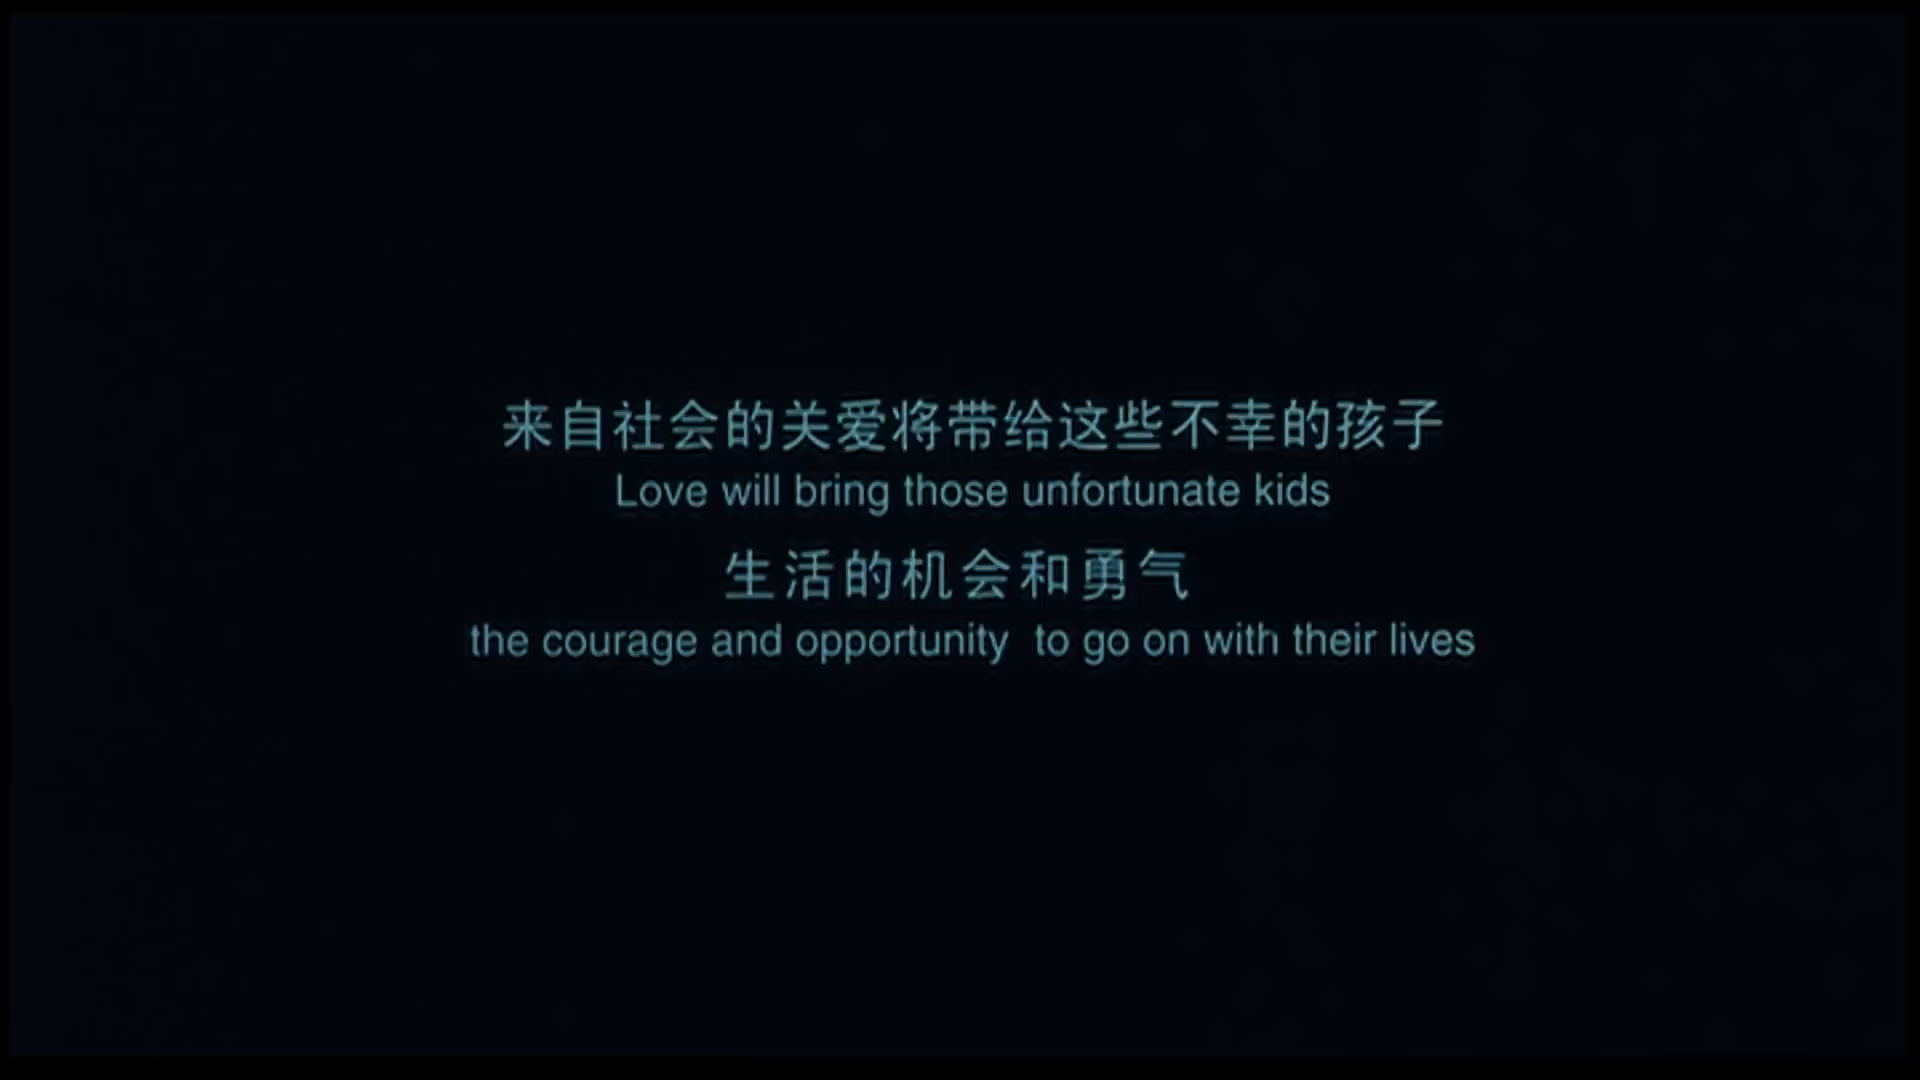 来自社会的关爱将带给这些不幸的孩子
Love will bring those unfortunate kids
生活的机会和勇气
the courage and opportunity  to go on with their lives